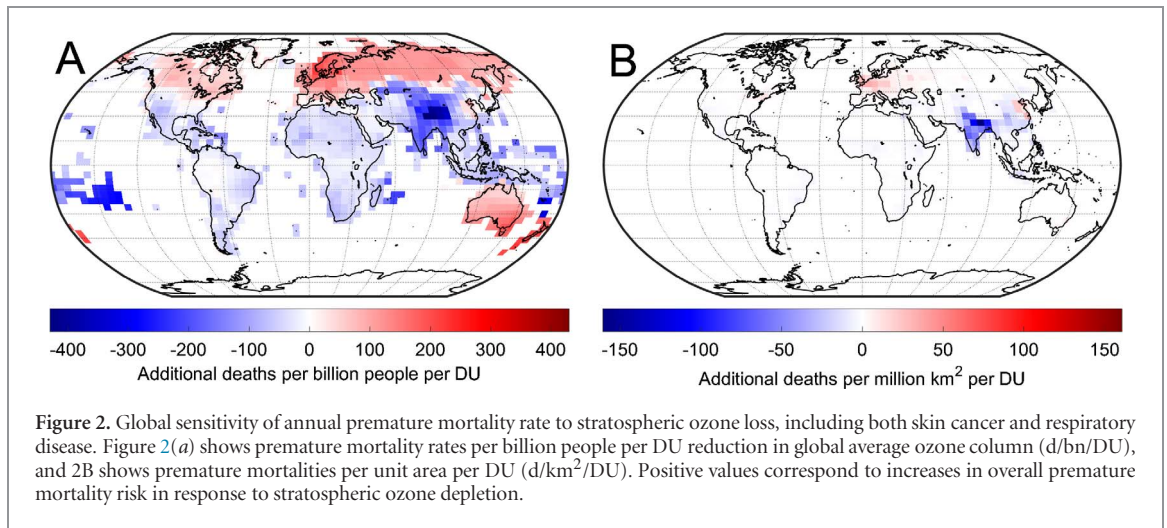 A
B
-400 -300 -200 -100 0 100 200 300 400
Additional deaths per billion people per DU
-150 -100 -50 0 50 100 150
Additional deaths per million km² per DU
Figure 2. Global sensitivity of annual premature mortality rate to stratospheric ozone loss, including both skin cancer and respiratory
disease. Figure 2(a) shows premature mortality rates per billion people per DU reduction in global average ozone column (d/bn/DU),
and 2B shows premature mortalities per unit area per DU (d/km²/DU). Positive values correspond to increases in overall premature
mortality risk in response to stratospheric ozone depletion.